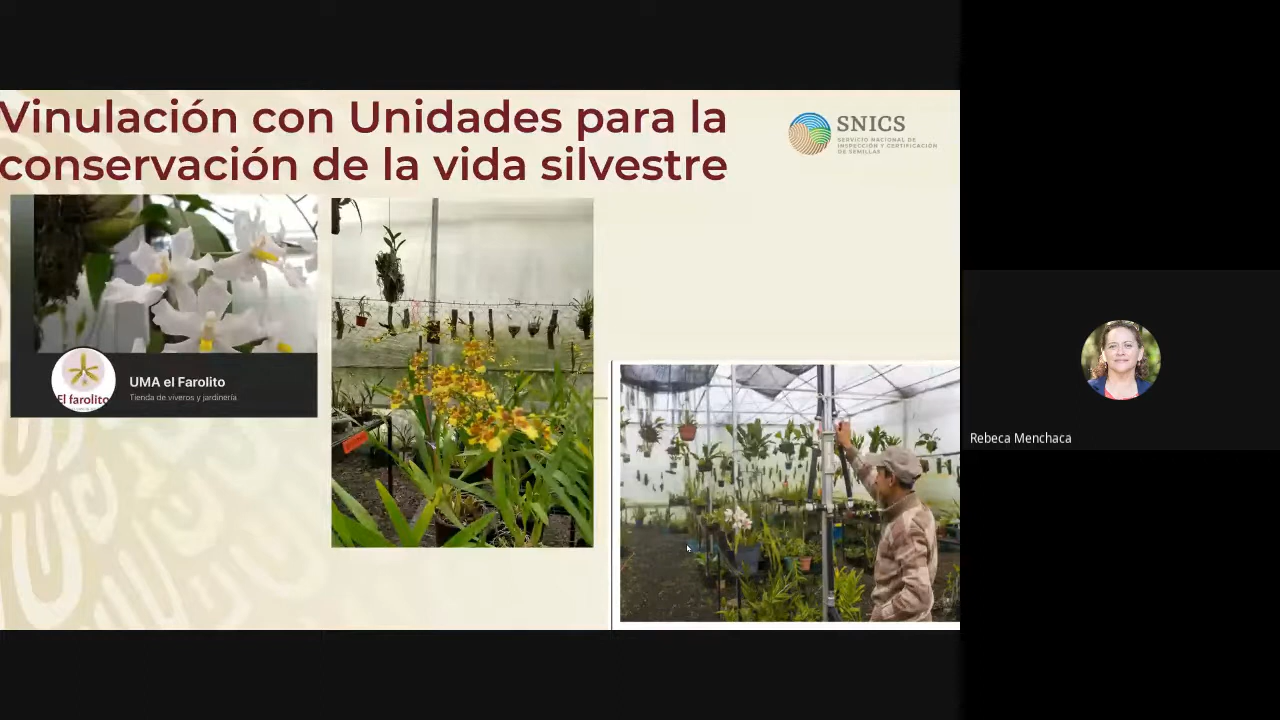 Vinulación con Unidades para la
conservación de la vida silvestre
SNICS
SERVICIO NACIONAL DE
INSPECCIÓN Y CERTIFICACIÓN
DE SEMILLAS
El farolito
UMA el Farolito
Tienda de viveros y jardinería
Rebeca Menchaca